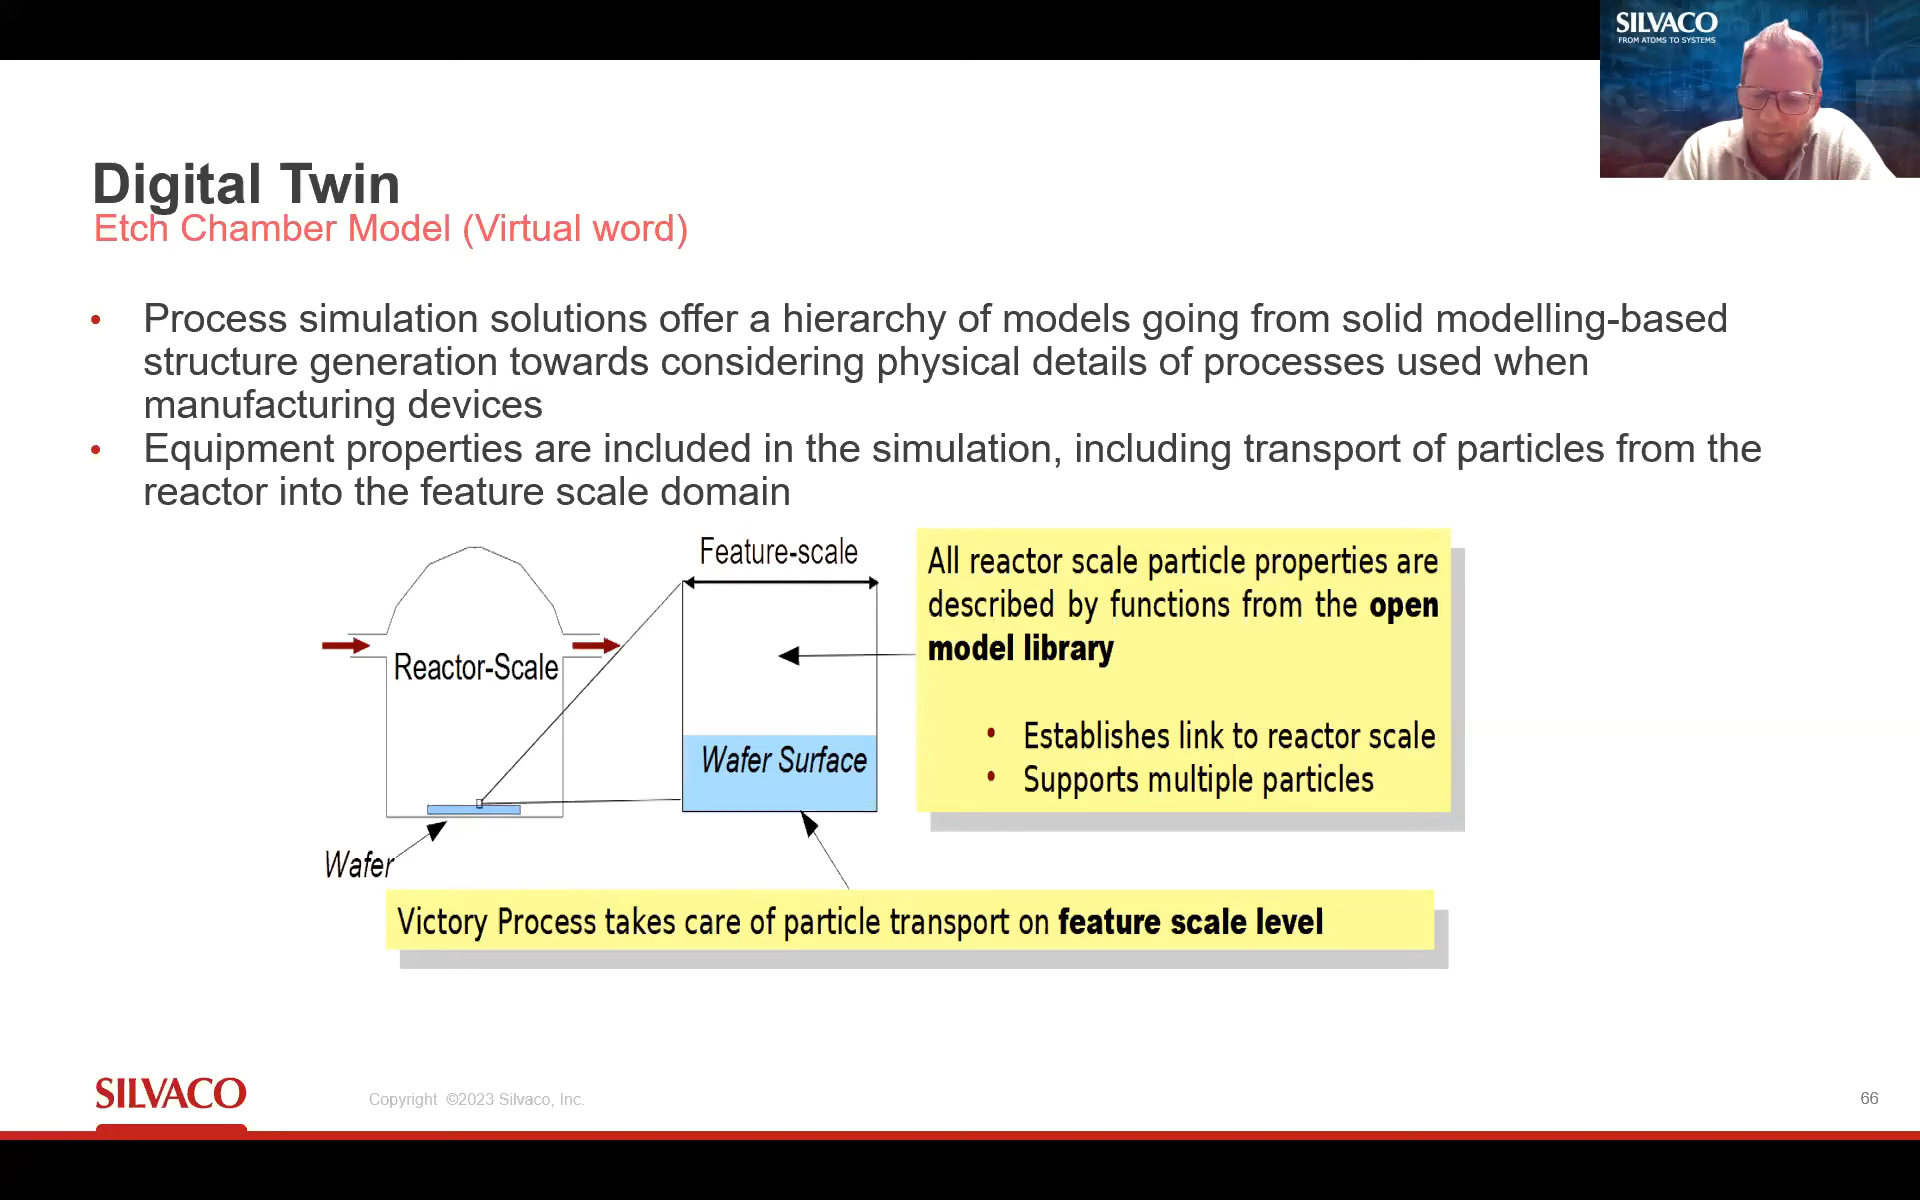 SILVACO
FROM ATOMS TO SYSTEMS
Digital Twin
Etch Chamber Model (Virtual word)
• Process simulation solutions offer a hierarchy of models going from solid modelling-based
structure generation towards considering physical details of processes used when
manufacturing devices
• Equipment properties are included in the simulation, including transport of particles from the
reactor into the feature scale domain
Feature-scale
Reactor-Scale
Wafer Surface
Wafer
All reactor scale particle properties are
described by functions from the open
model library
• Establishes link to reactor scale
• Supports multiple particles
Victory Process takes care of particle transport on feature scale level
SILVACO
Copyright ©2023 Silvaco, Inc.
66